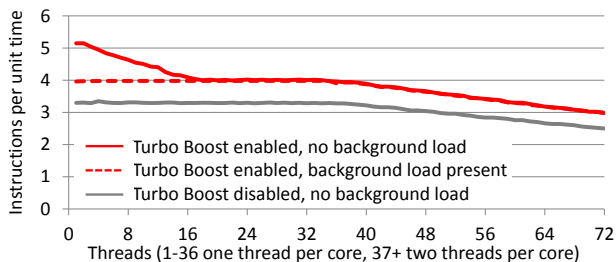 Instructions per unit time
6
5
4
3
2
1
0
Turbo Boost enabled, no background load
Turbo Boost enabled, background load present
Turbo Boost disabled, no background load
0 8 16 24 32 40 48 56 64 72
Threads (1-36 one thread per core, 37+ two threads per core)